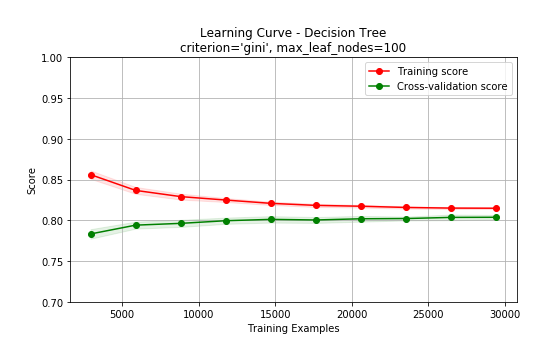 Learning Curve - Decision Tree
criterion='gini', max_leaf_nodes=100
1.00
0.95
0.90
0.85
0.80
0.75
0.70
Score
Training score
Cross-validation score
5000
10000
15000
20000
25000
30000
Training Examples